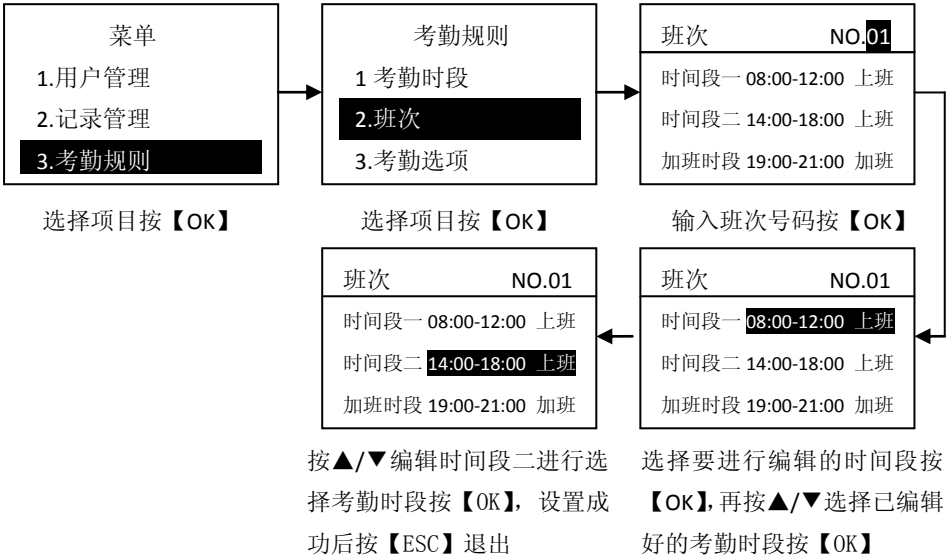 菜单
1.用户管理
2.记录管理
3.考勤规则
选择项目按【OK】
考勤规则
1 考勤时段
2.班次
3.考勤选项
选择项目按【OK】
班次 NO.01
时间段一 08:00-12:00 上班
时间段二 14:00-18:00 上班
加班时段 19:00-21:00 加班
输入班次号码按【OK】
班次 NO.01
时间段一 08:00-12:00 上班
时间段二 14:00-18:00 上班
加班时段 19:00-21:00 加班
选择要进行编辑的时间段按
【OK】,再按▲/▼选择已编辑
好的考勤时段按【OK】
班次 NO.01
时间段一 08:00-12:00 上班
时间段二 14:00-18:00 上班
加班时段 19:00-21:00 加班
按▲/▼编辑时间段二进行选
择考勤时段按【OK】，设置成
功后按【ESC】退出